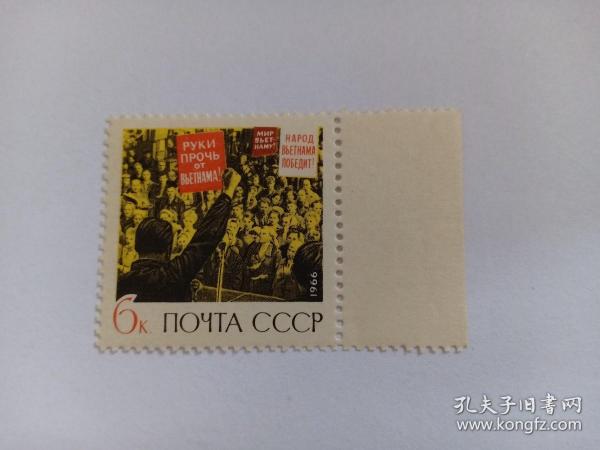 РУКИ
ПРОЧЬ
ОТ
ВЬЕТНАМА!
МИР
ВЬЕТ-
НАМУ!
НАРОД
ВЬЕТНАМА
ПОБЕДИТ!
1966
6к. ПОЧТА СССР
孔夫子旧书网
www.kongfz.com